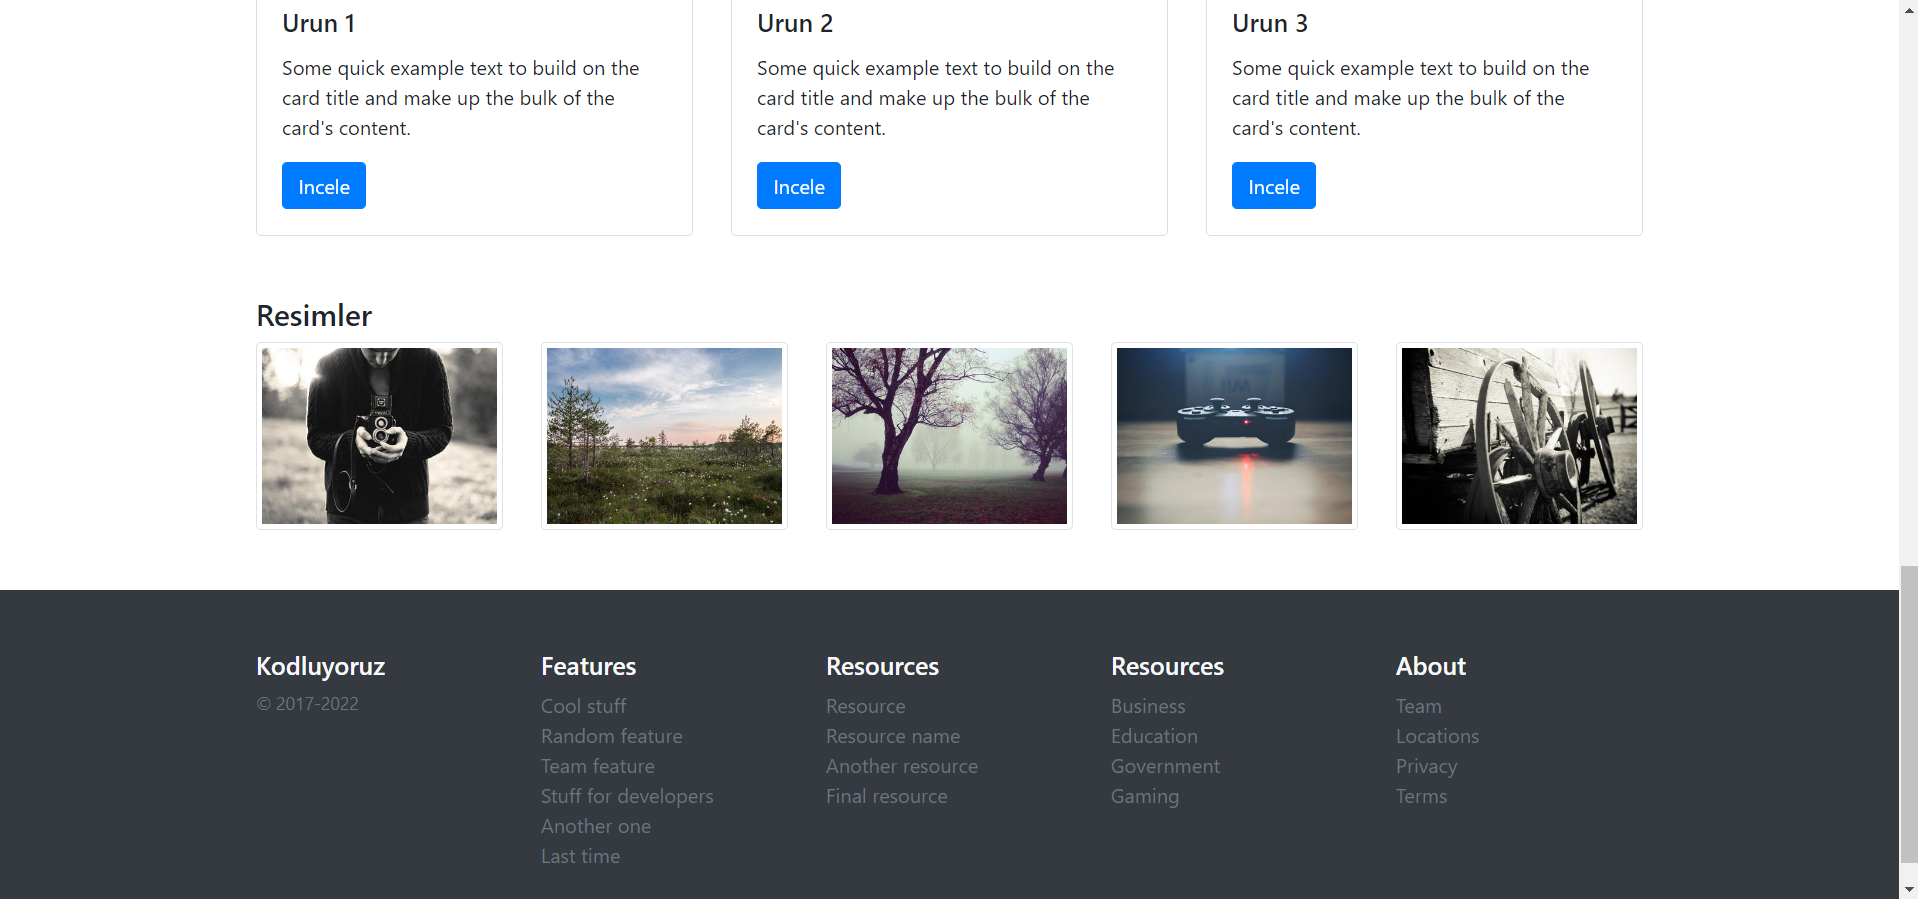 Urun 1
Some quick example text to build on the
card title and make up the bulk of the
card's content.
Incele
Urun 2
Some quick example text to build on the
card title and make up the bulk of the
card's content.
Incele
Urun 3
Some quick example text to build on the
card title and make up the bulk of the
card's content.
Incele
Resimler
Wii
Kodluyoruz
© 2017-2022
Features
Cool stuff
Random feature
Team feature
Stuff for developers
Another one
Last time
Resources
Resource
Resource name
Another resource
Final resource
Resources
Business
Education
Government
Gaming
About
Team
Locations
Privacy
Terms